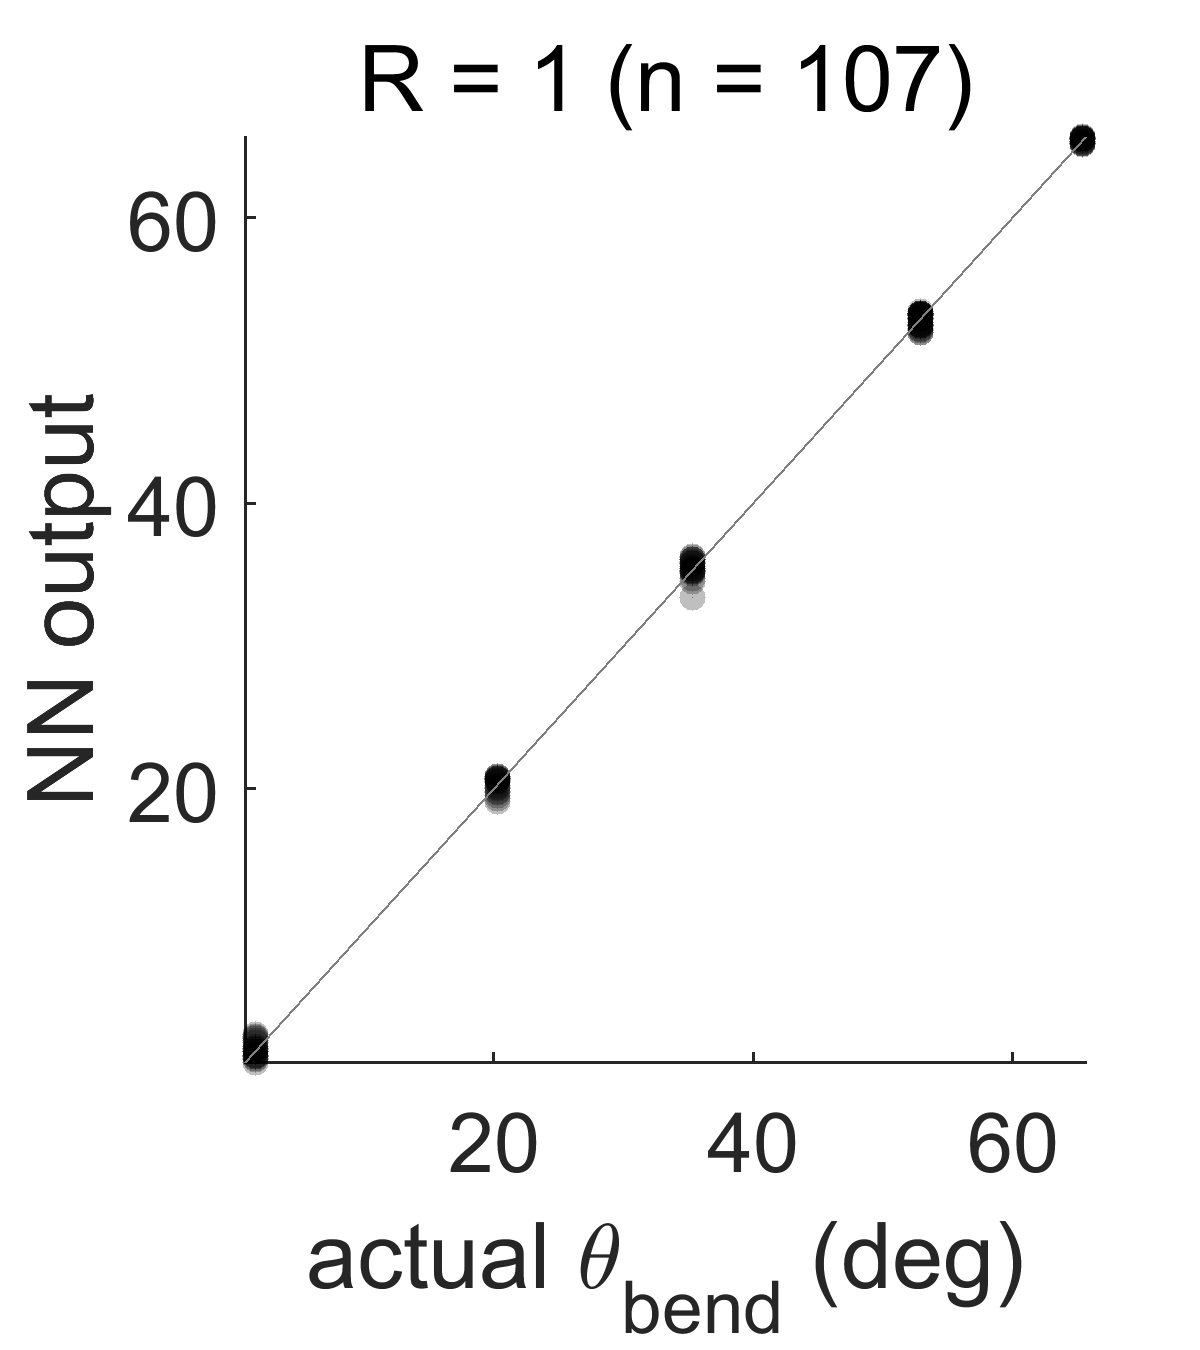 R = 1 (n = 107)
60
40
20
NN output
20 40 60
actual θbend (deg)